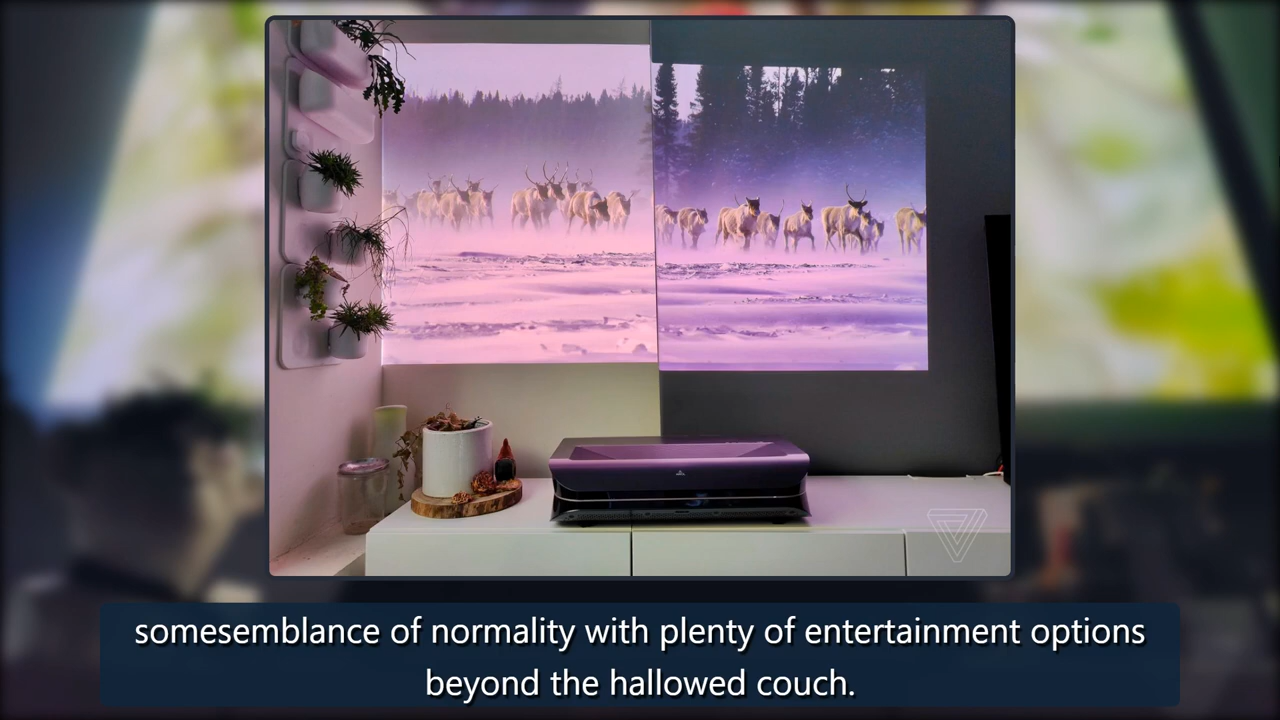 somesemblance of normality with plenty of entertainment options
beyond the hallowed couch.